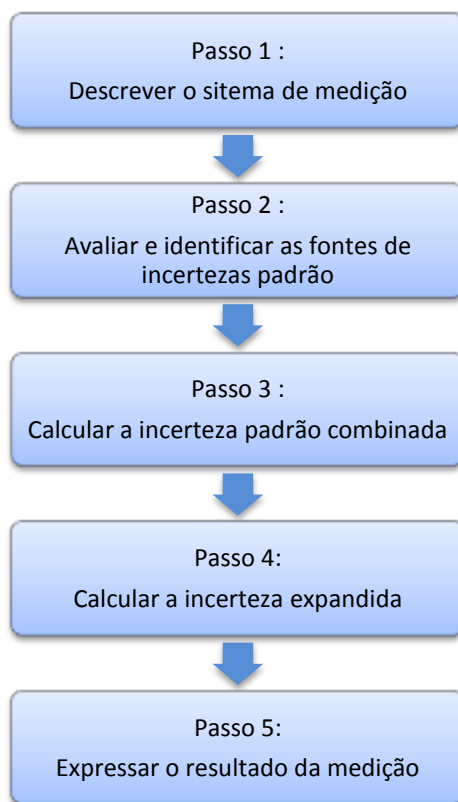 Passo 1 :
Descrever o sitema de medição
Passo 2 :
Avaliar e identificar as fontes de
incertezas padrão
Passo 3 :
Calcular a incerteza padrão combinada
Passo 4:
Calcular a incerteza expandida
Passo 5:
Expressar o resultado da medição